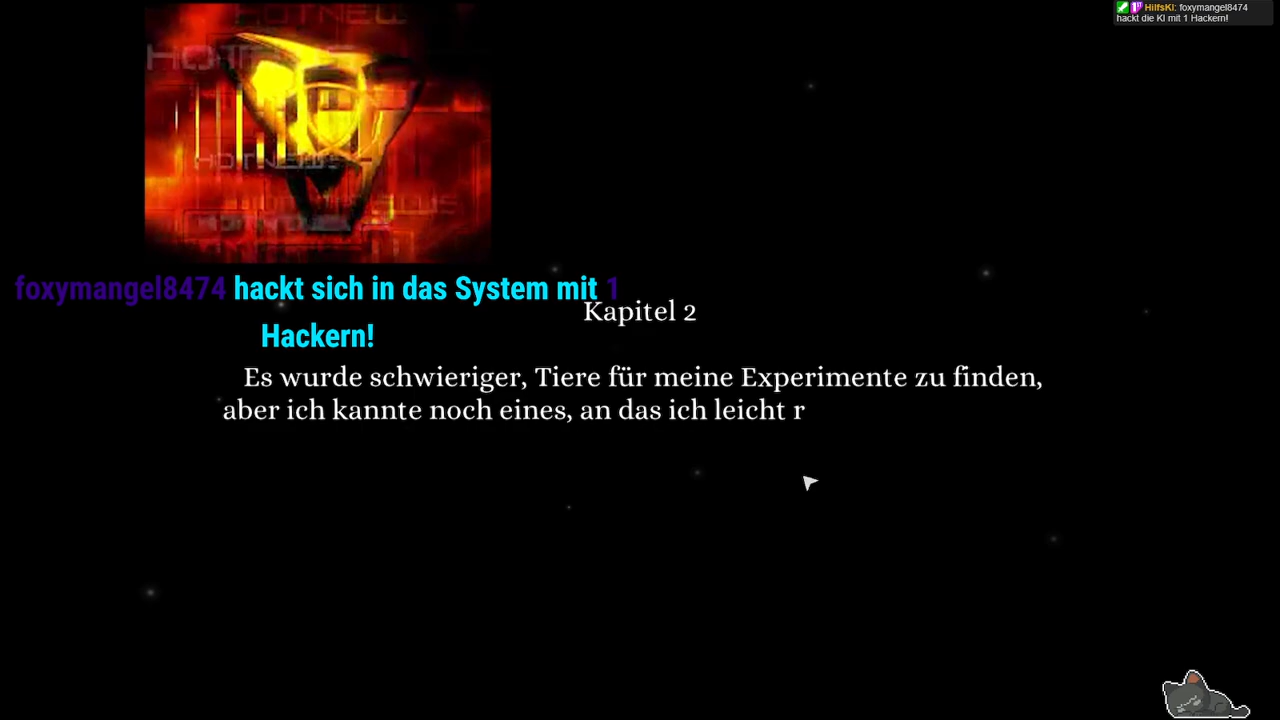 HilfsKI: foxymangel8474
hackt die KI mit 1 Hackern!
HOTNEW
foxymangel8474 hackt sich in das System mit 1
Hackern!
Kapitel 2
Es wurde schwieriger, Tiere für meine Experimente zu finden,
aber ich kannte noch eines, an das ich leicht r